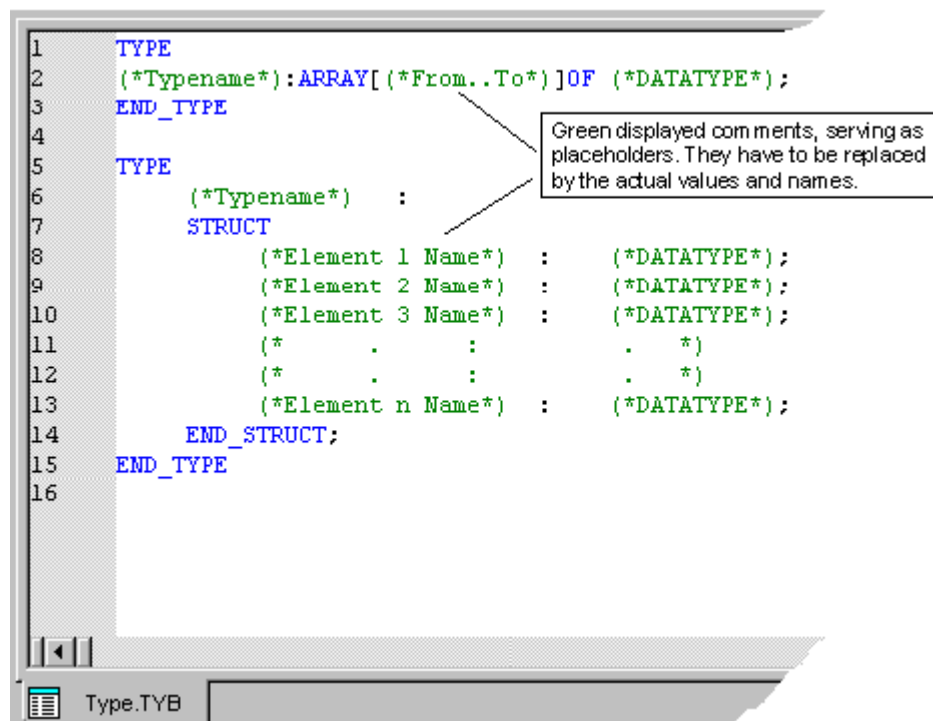 1 TYPE
2 (*Typename*):ARRAY[(*From..To*)]OF (*DATATYPE*);
3 END_TYPE
4
5 TYPE
6 (*Typename*) :
7 STRUCT
8 (*Element 1 Name*) : (*DATATYPE*);
9 (*Element 2 Name*) : (*DATATYPE*);
10 (*Element 3 Name*) : (*DATATYPE*);
11 (* . : . *)
12 (* . : . *)
13 (*Element n Name*) : (*DATATYPE*);
14 END_STRUCT;
15 END_TYPE
16
Green displayed comments, serving as
placeholders. They have to be replaced
by the actual values and names.
Type.TYB